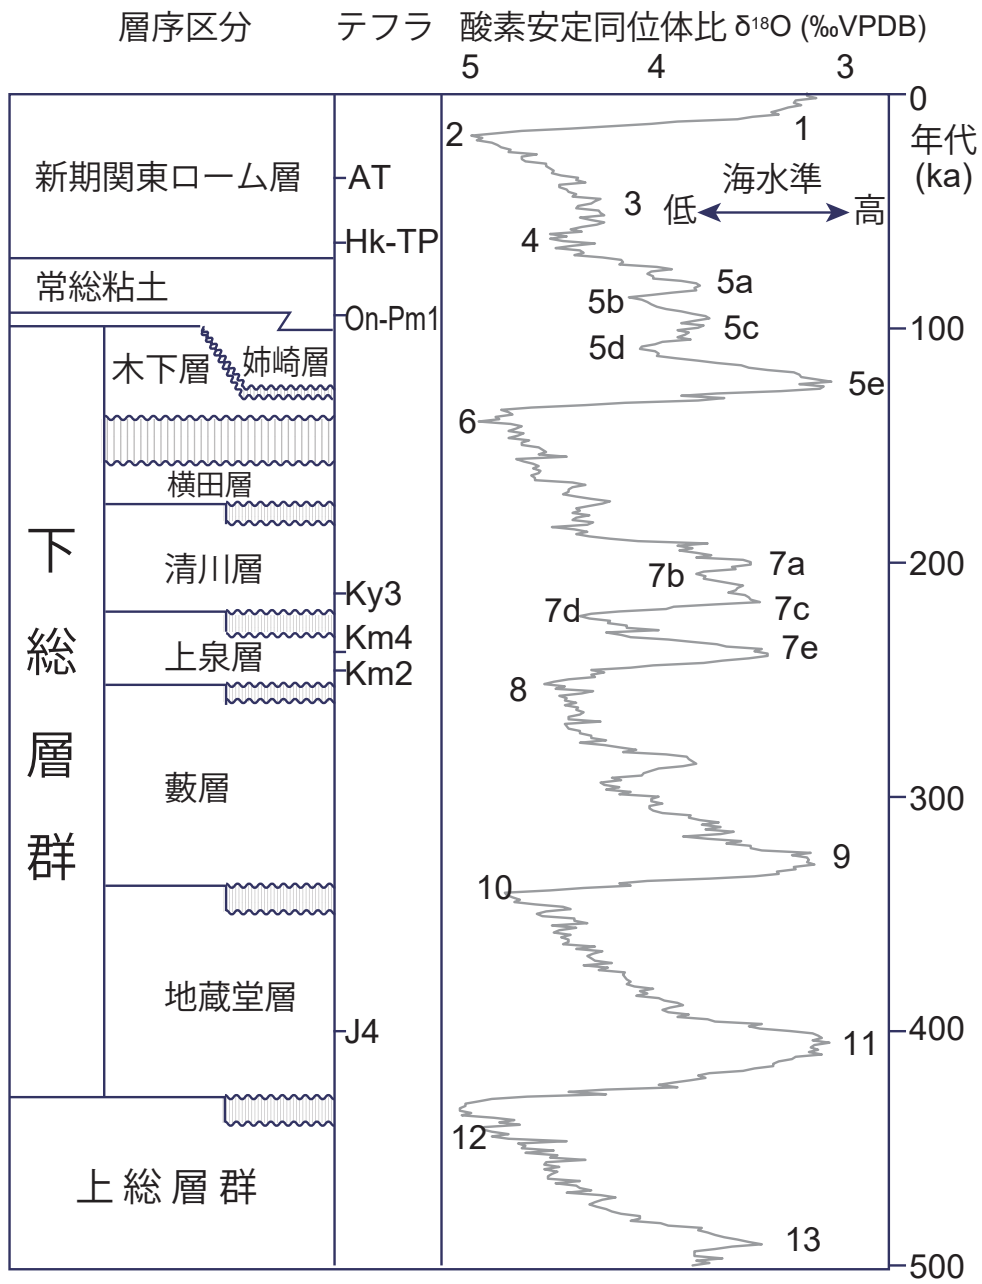 層序区分 テフラ 酸素安定同位体比 δ¹⁸O (‰VPDB)
5 4 3
0
年代
(ka)
100
200
300
400
500
新期関東ローム層
常総粘土
木下層
姉崎層
横田層
清川層
上泉層
藪層
地蔵堂層
下総層群
上総層群
AT
Hk-TP
On-Pm1
Ky3
Km4
Km2
J4
海水準
低 高
1
2
3
4
5a
5b
5c
5d
5e
6
7a
7b
7c
7d
7e
8
9
10
11
12
13